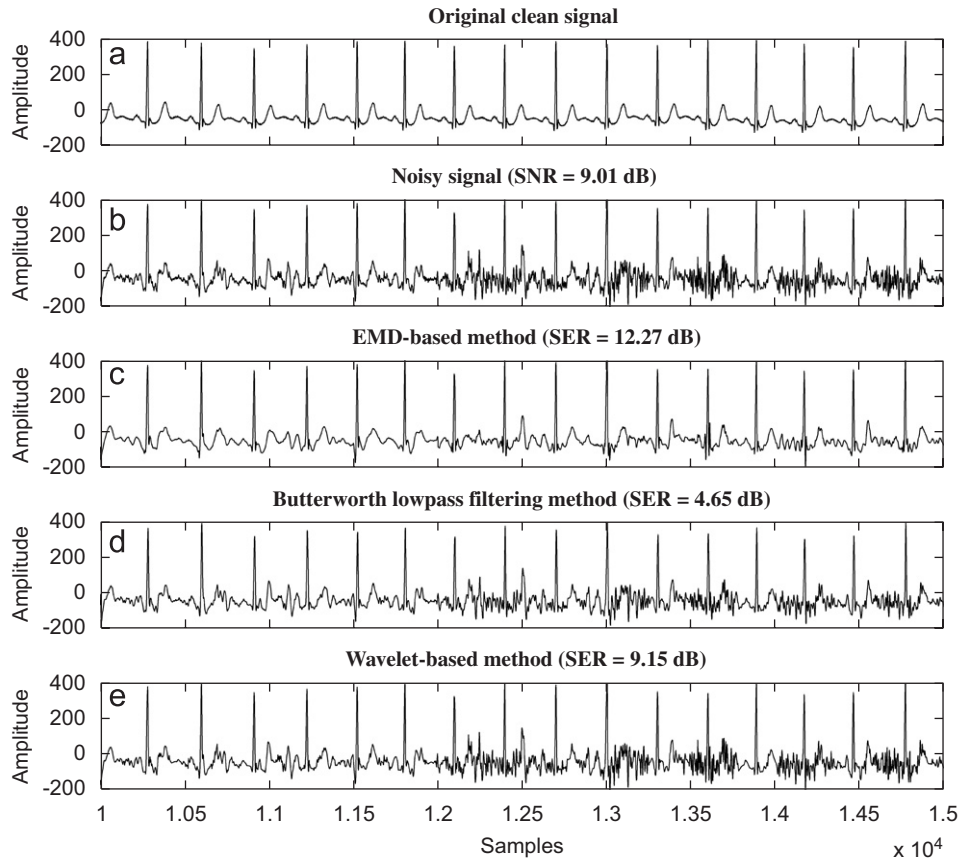 Original clean signal
a
400
200
0
-200
Amplitude
Noisy signal (SNR = 9.01 dB)
b
400
200
0
-200
Amplitude
EMD-based method (SER = 12.27 dB)
c
400
200
0
-200
Amplitude
Butterworth lowpass filtering method (SER = 4.65 dB)
d
400
200
0
-200
Amplitude
Wavelet-based method (SER = 9.15 dB)
e
400
200
0
-200
Amplitude
1 1.05 1.1 1.15 1.2 1.25 1.3 1.35 1.4 1.45 1.5
Samples
x 10^4